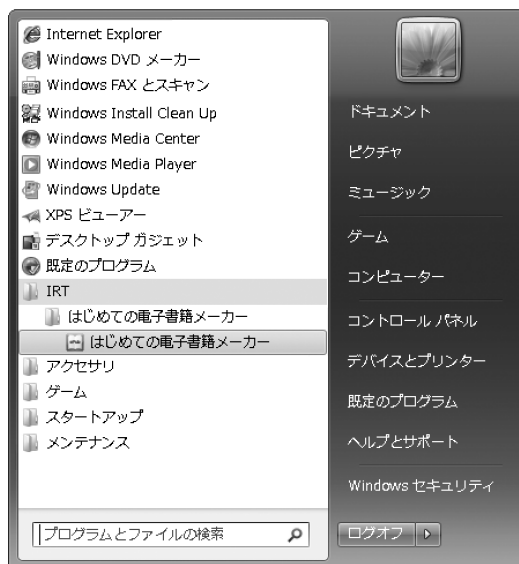 Internet Explorer
Windows DVD メーカー
Windows FAX とスキャン
Windows Install Clean Up
Windows Media Center
Windows Media Player
Windows Update
XPS ビューアー
デスクトップ ガジェット
既定のプログラム
IRT
はじめての電子書籍メーカー
はじめての電子書籍メーカー
アクセサリ
ゲーム
スタートアップ
メンテナンス
プログラムとファイルの検索
ドキュメント
ピクチャ
ミュージック
ゲーム
コンピューター
コントロール パネル
デバイスとプリンター
既定のプログラム
ヘルプとサポート
Windows セキュリティ
ログオフ